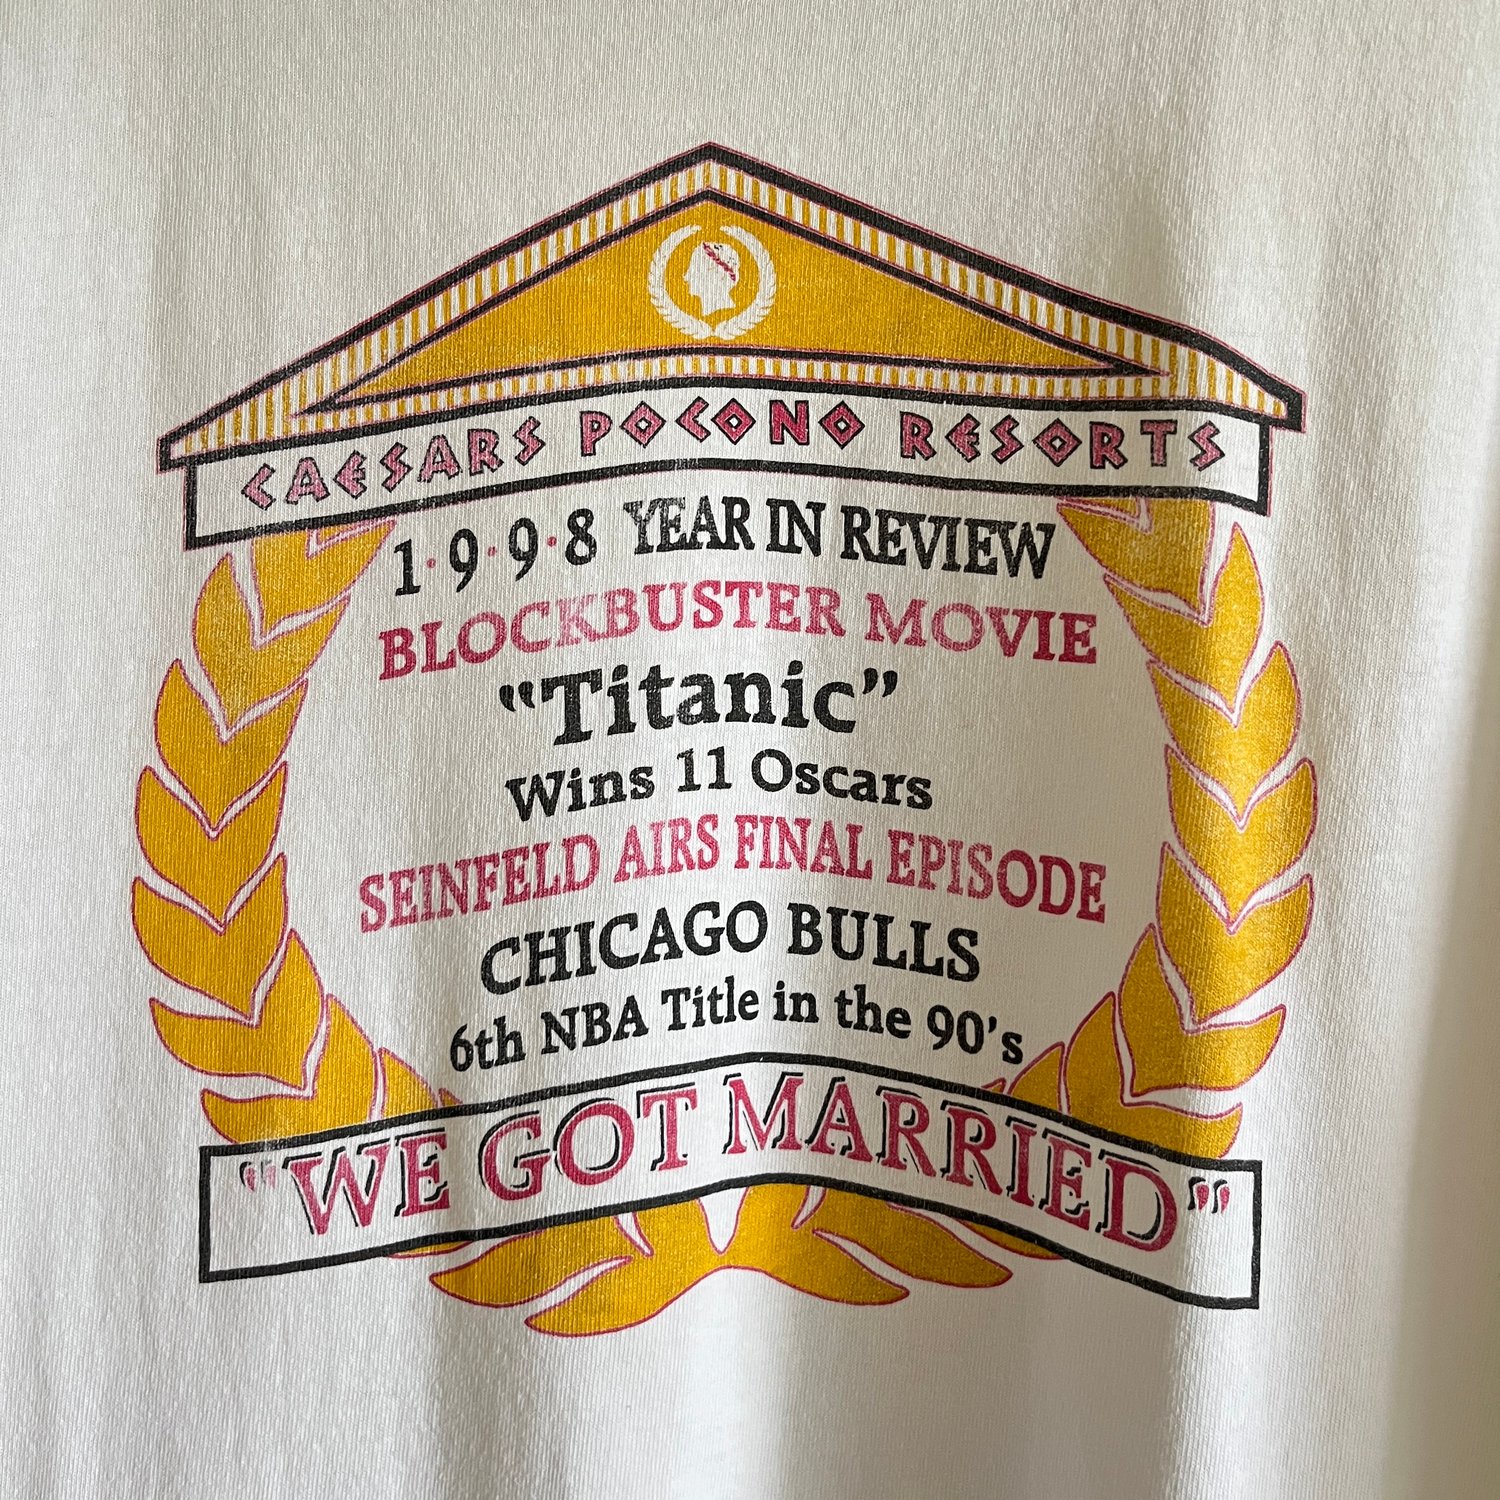 CAESARS POCONO RESORTS
1·9·9·8 YEAR IN REVIEW
BLOCKBUSTER MOVIE
"Titanic"
Wins 11 Oscars
SEINFELD AIRS FINAL EPISODE
CHICAGO BULLS
6th NBA Title in the 90's
"WE GOT MARRIED"